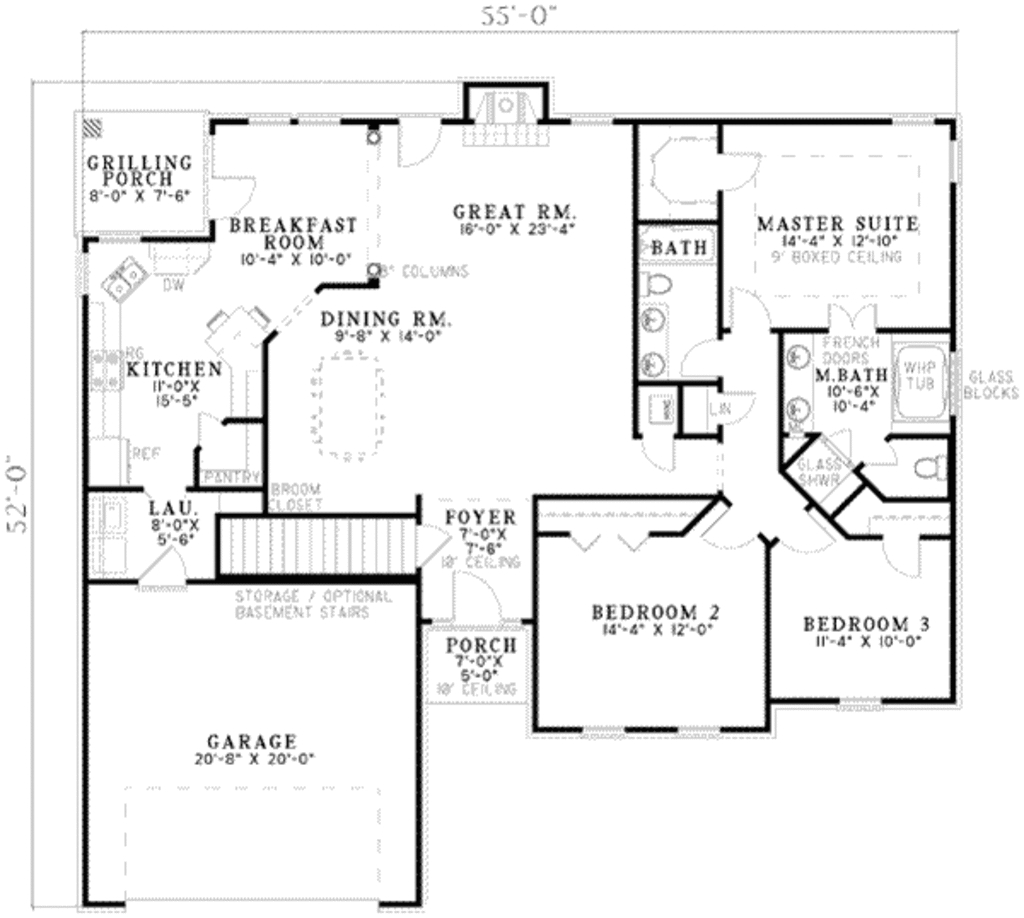 55'-0"
GRILLING
PORCH
8'-0" X 7'-6"
BREAKFAST
ROOM
10'-4" X 10'-0"
GREAT RM.
16'-0" X 23'-4"
BATH
MASTER SUITE
14'-4" X 12'-10"
9' BOXED CEILING
DW
8" COLUMNS
DINING RM.
9'-8" X 14'-0"
RG
KITCHEN
11'-0"X
15'-5"
FRENCH
DOORS
M.BATH
10'-6"X
10'-4"
WHP
TUB
GLASS
BLOCKS
LIN
REF
PANTRY
GLASS
SHWR
52'-0"
BROOM
CLOSET
LAU.
8'-0"X
5'-6"
FOYER
7'-0"X
7'-6"
10' CEILING
STORAGE / OPTIONAL
BASEMENT STAIRS
BEDROOM 2
14'-4" X 12'-0"
BEDROOM 3
11'-4" X 10'-0"
PORCH
7'-0"X
5'-0"
10' CEILING
GARAGE
20'-8" X 20'-0"